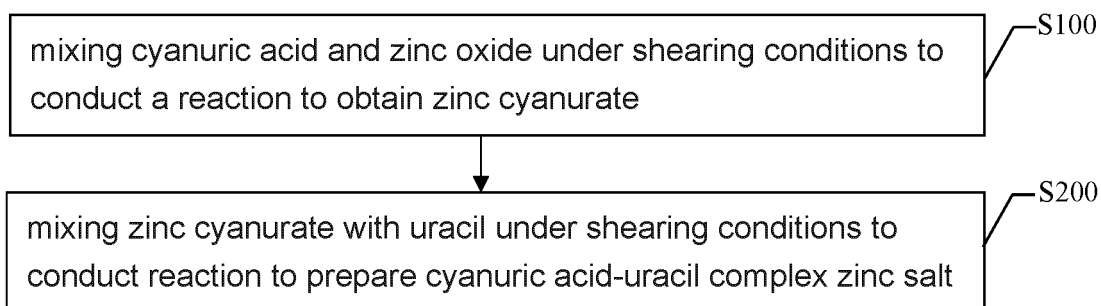 S100
mixing cyanuric acid and zinc oxide under shearing conditions to
conduct a reaction to obtain zinc cyanurate
S200
mixing zinc cyanurate with uracil under shearing conditions to
conduct reaction to prepare cyanuric acid-uracil complex zinc salt